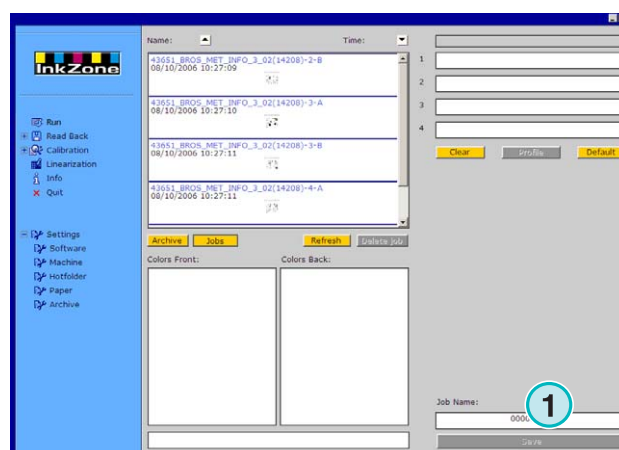 InkZone
Run
Read Back
Calibration
Linearization
Info
Quit
Settings
Software
Machine
Hotfolder
Paper
Archive
Name:
Time:
43651_BROS_MET_INFO_3_02(14208)-2-B
08/10/2006 10:27:09
43651_BROS_MET_INFO_3_02(14208)-3-A
08/10/2006 10:27:10
43651_BROS_MET_INFO_3_02(14208)-3-B
08/10/2006 10:27:11
43651_BROS_MET_INFO_3_02(14208)-4-A
08/10/2006 10:27:11
Archive
Jobs
Refresh
Delete job
Colors Front:
Colors Back:
1
2
3
4
Clear
Profile
Default
Job Name:
1
Save